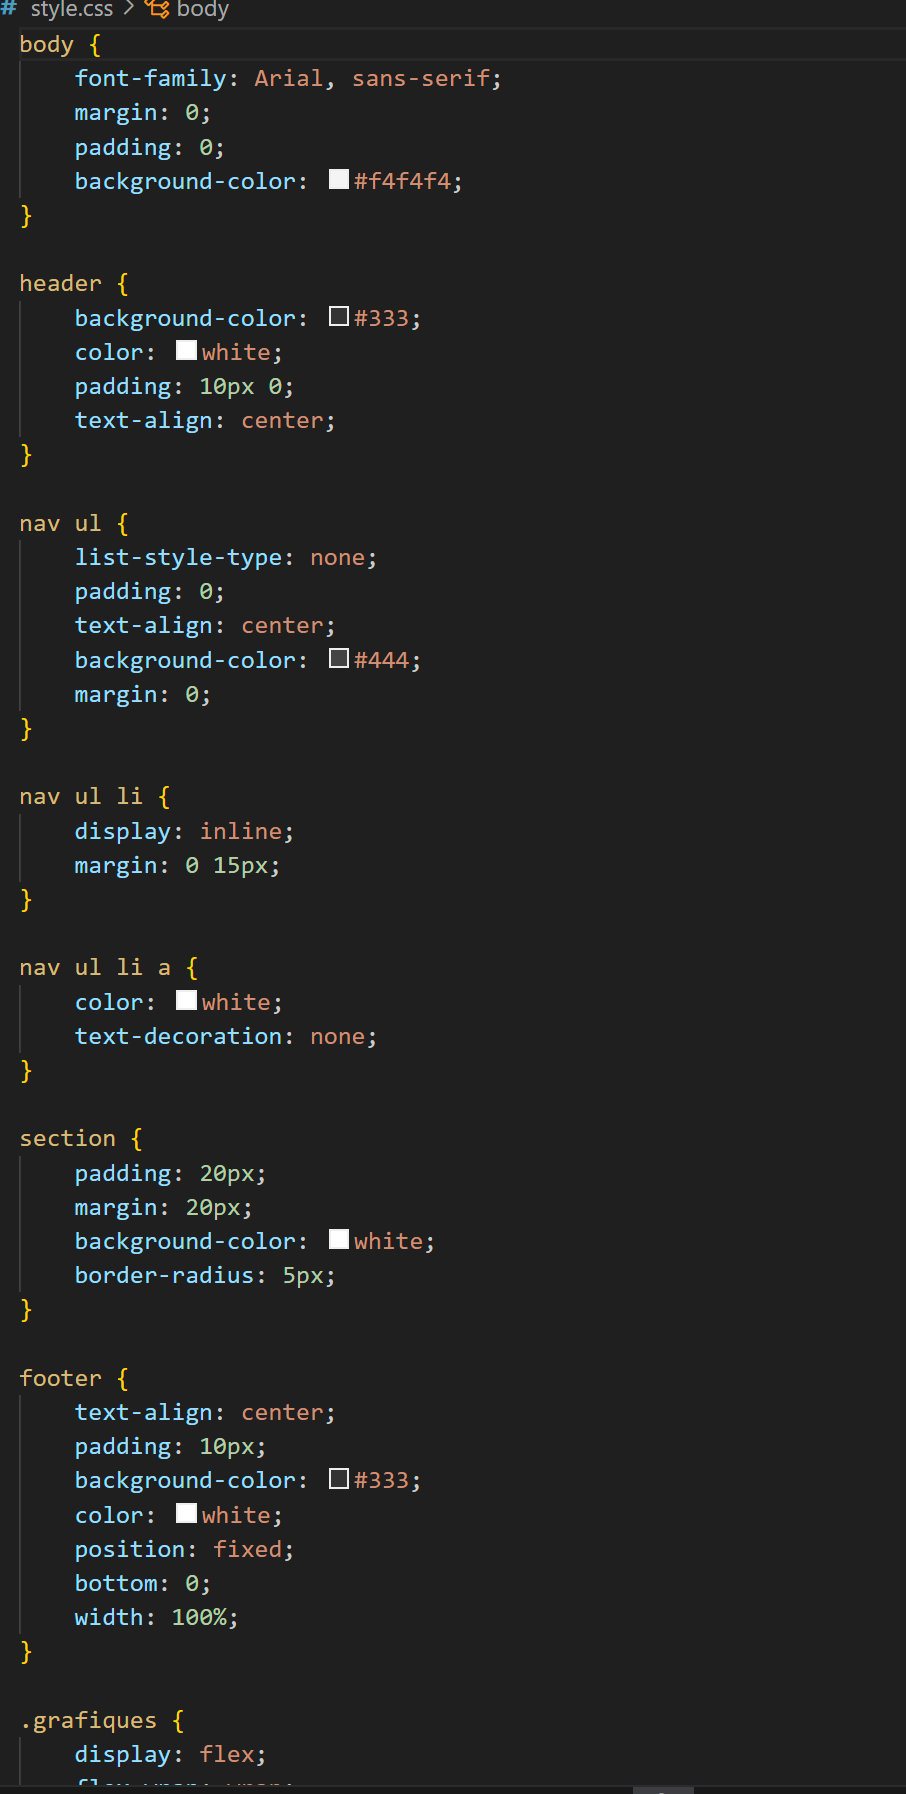 # style.css > body
body {
    font-family: Arial, sans-serif;
    margin: 0;
    padding: 0;
    background-color: #f4f4f4;
}

header {
    background-color: #333;
    color: white;
    padding: 10px 0;
    text-align: center;
}

nav ul {
    list-style-type: none;
    padding: 0;
    text-align: center;
    background-color: #444;
    margin: 0;
}

nav ul li {
    display: inline;
    margin: 0 15px;
}

nav ul li a {
    color: white;
    text-decoration: none;
}

section {
    padding: 20px;
    margin: 20px;
    background-color: white;
    border-radius: 5px;
}

footer {
    text-align: center;
    padding: 10px;
    background-color: #333;
    color: white;
    position: fixed;
    bottom: 0;
    width: 100%;
}

.grafiques {
    display: flex;
    flex-wrap: wrap;